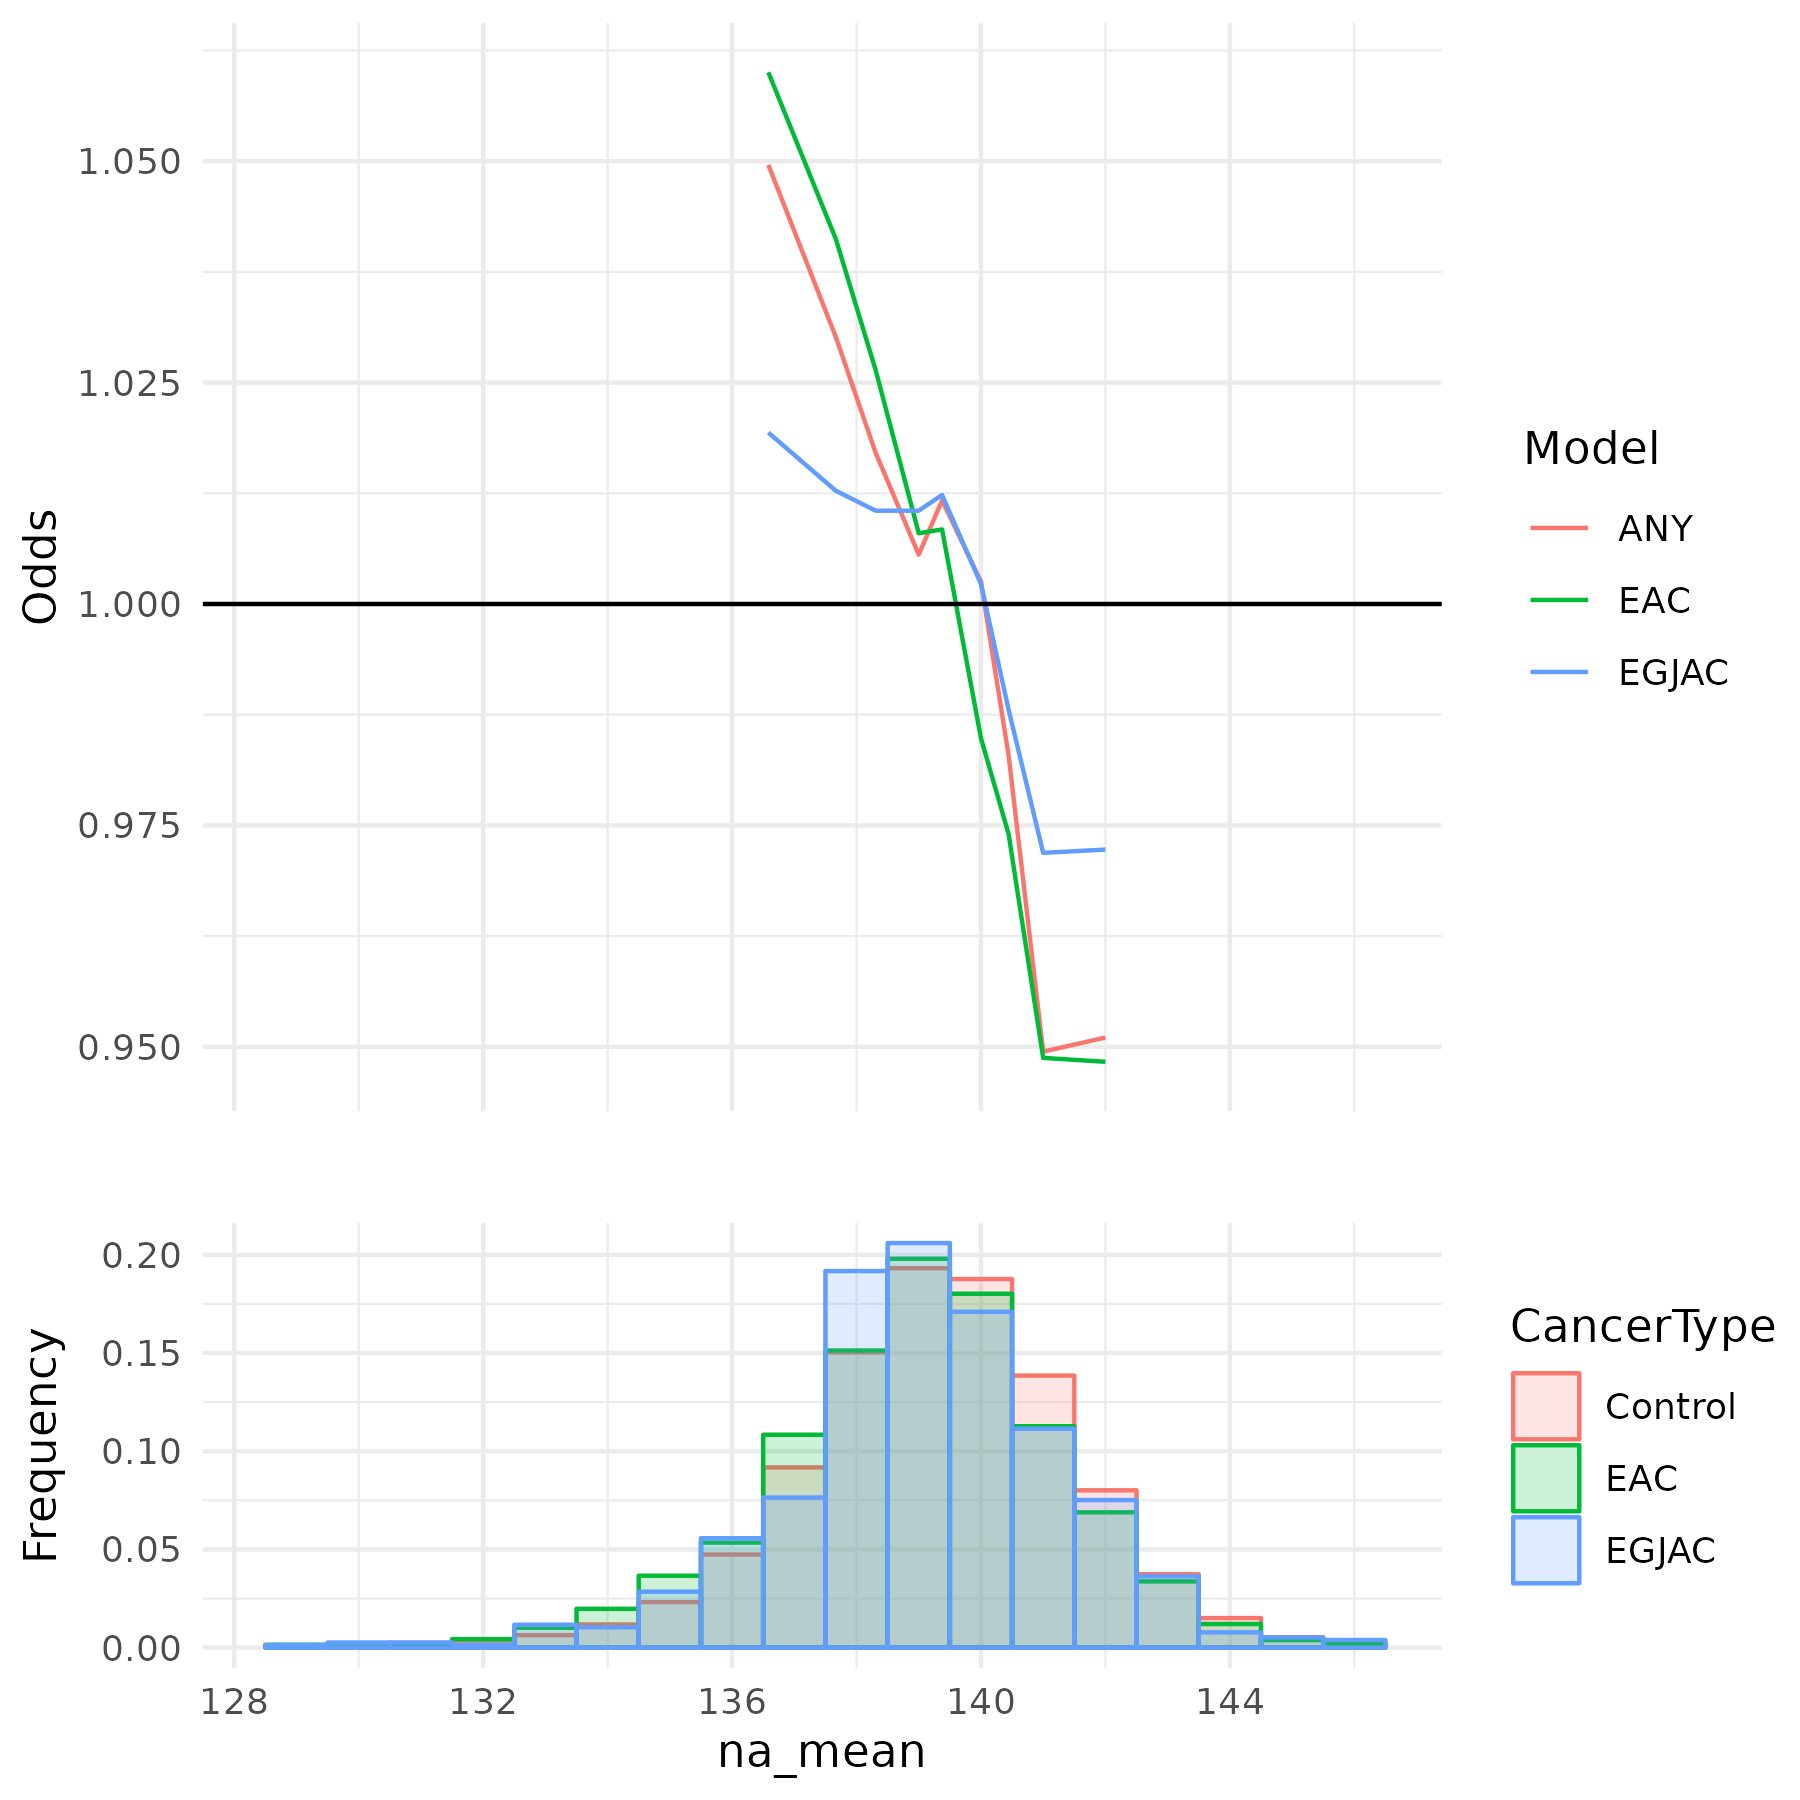 1.050
1.025
1.000
0.975
0.950
Odds
Model
ANY
EAC
EGJAC
0.20
0.15
0.10
0.05
0.00
Frequency
128 132 136 140 144
na_mean
CancerType
Control
EAC
EGJAC